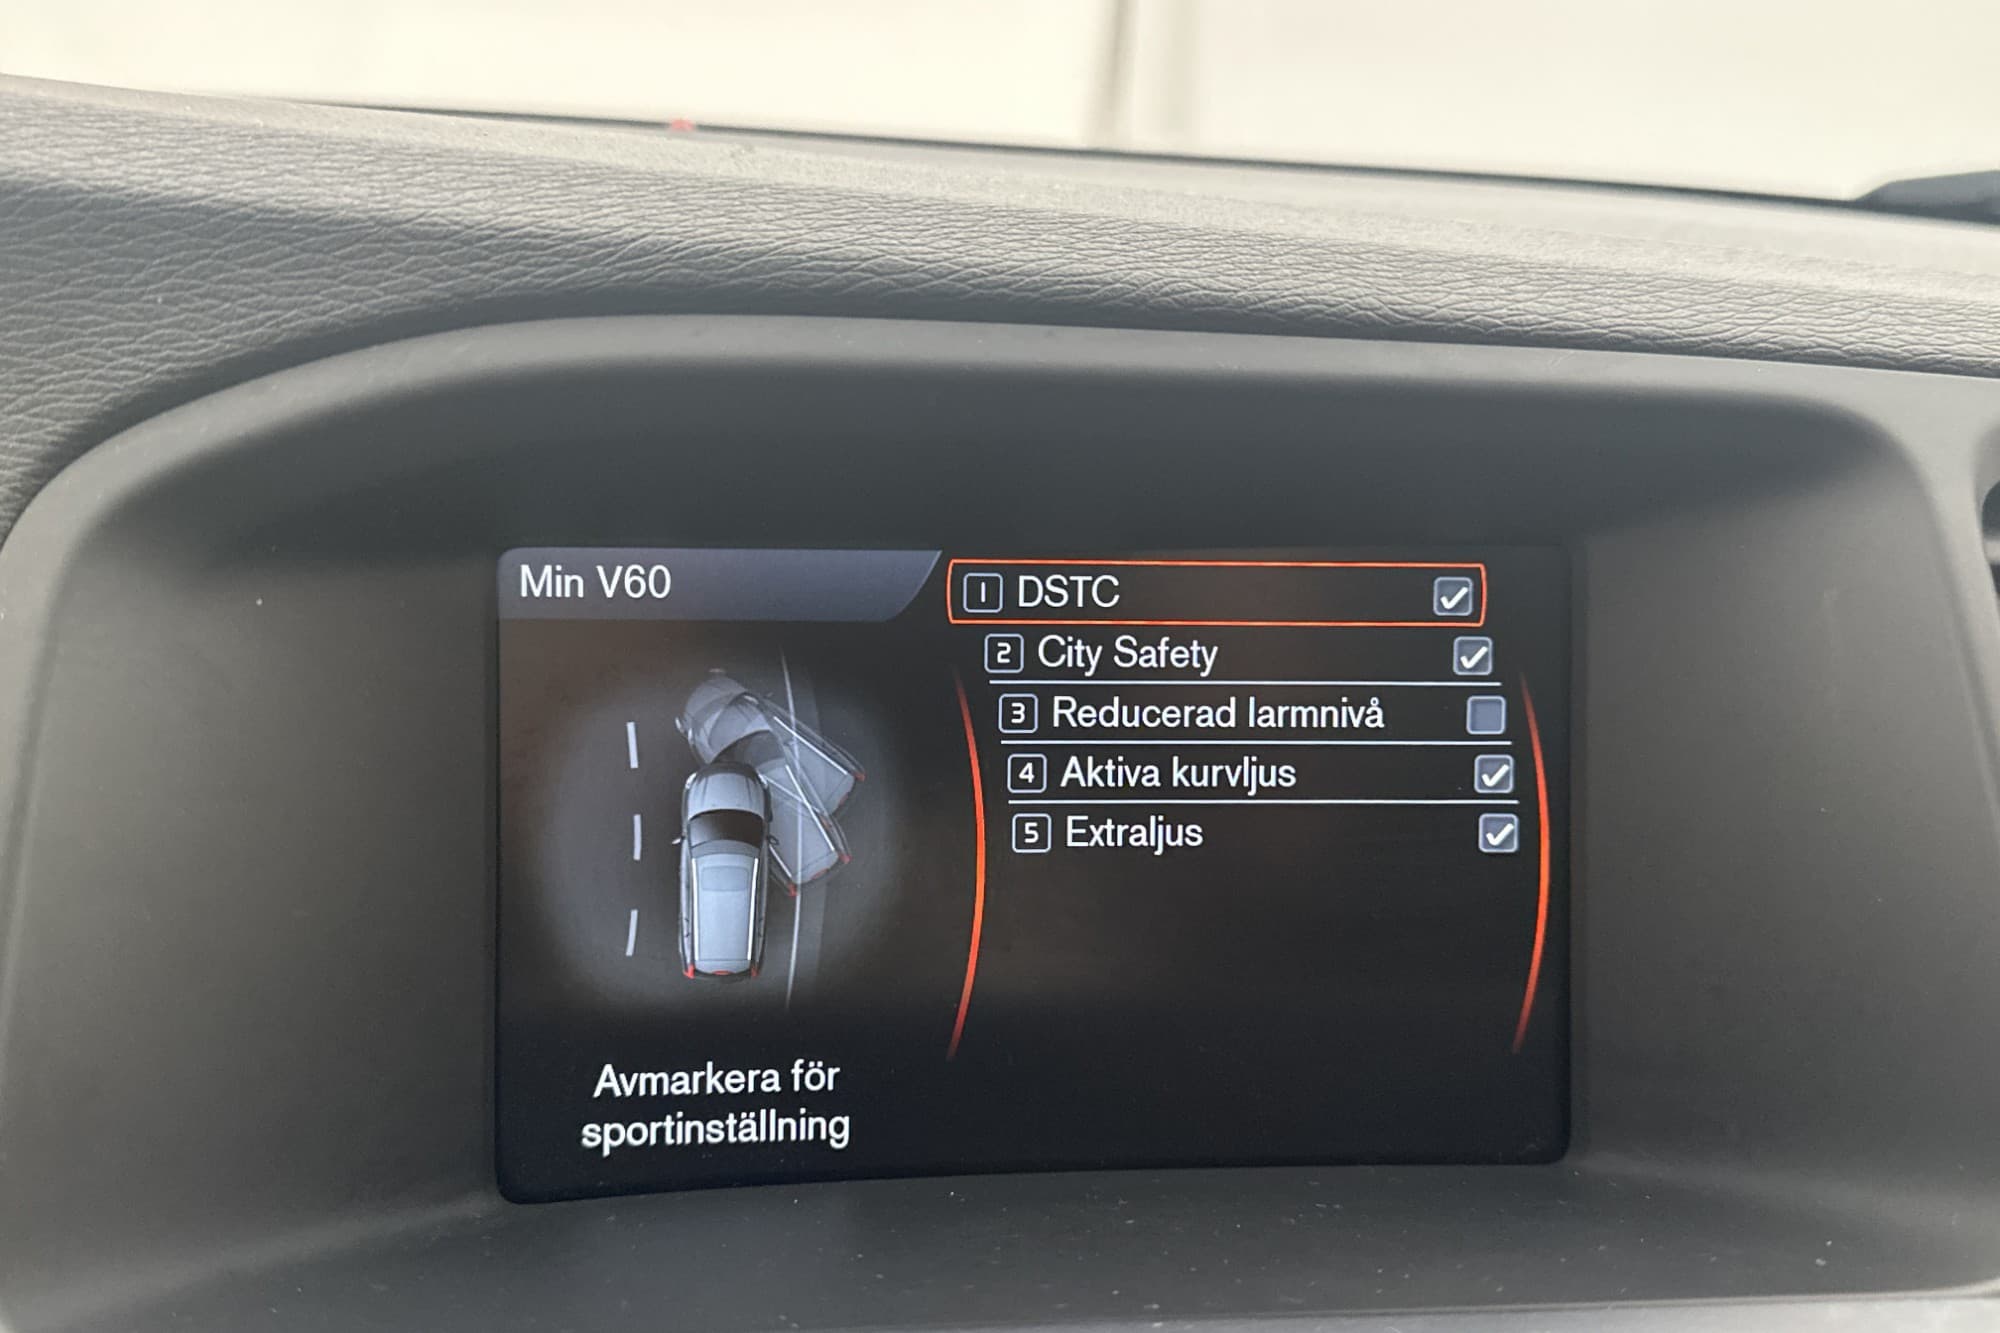 Min V60
1 DSTC
2 City Safety
3 Reducerad larmnivå
4 Aktiva kurvljus
5 Extraljus
Avmarkera för
sportinställning